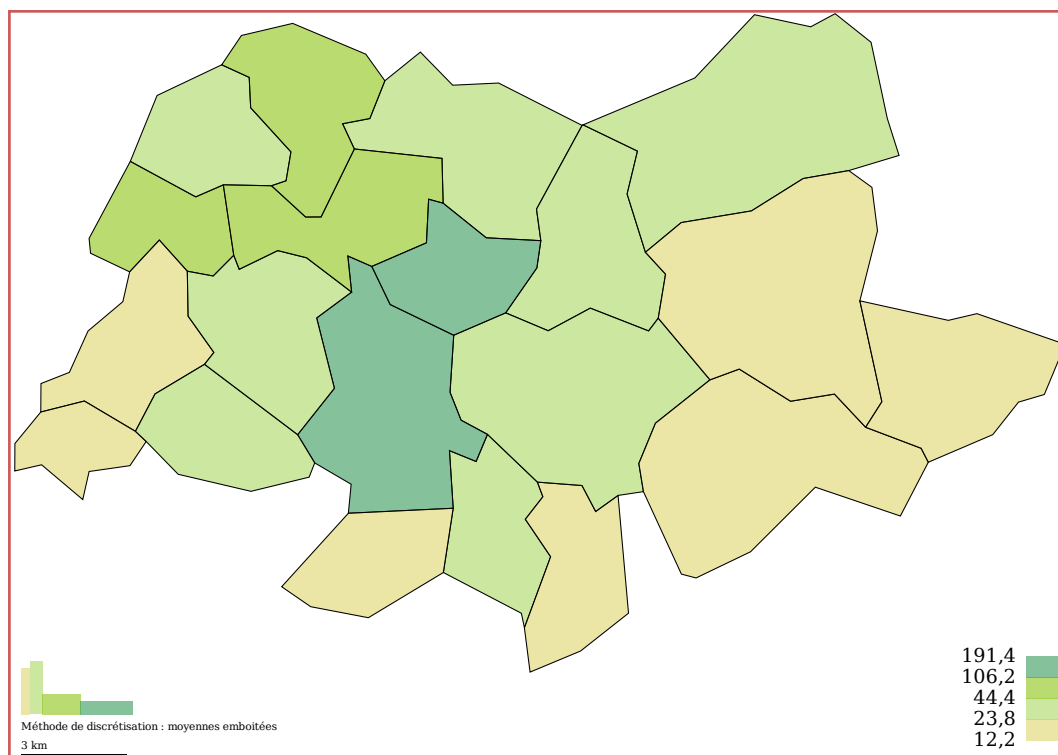 191,4
106,2
44,4
23,8
12,2
Méthode de discrétisation : moyennes emboitées
3 km